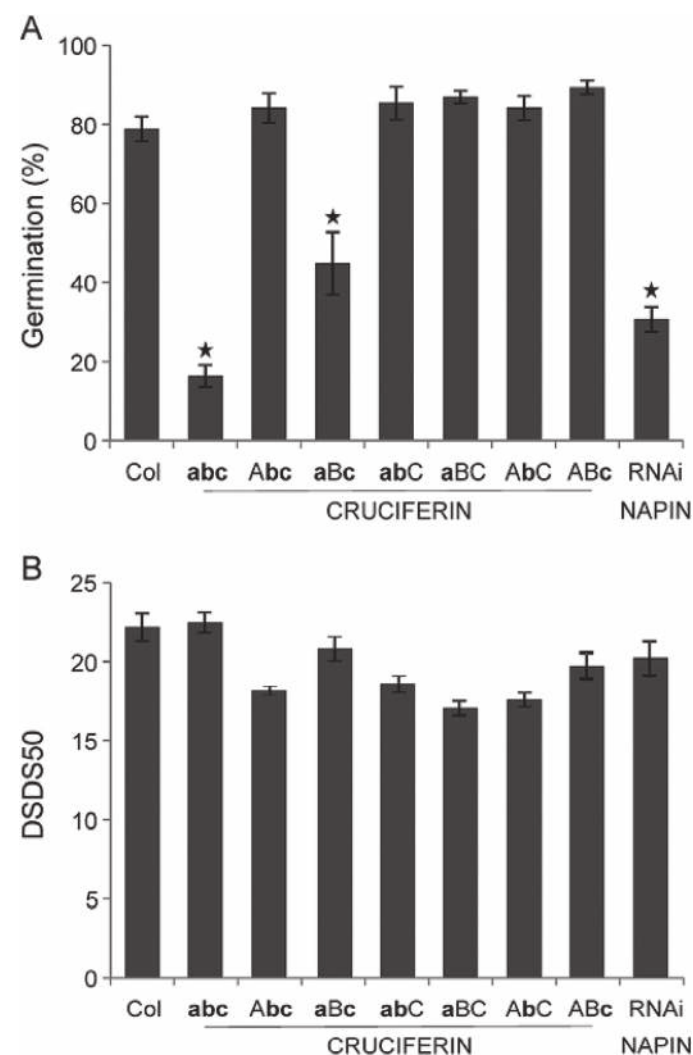 A
100
80
60
40
20
0
Germination (%)
★
★
★
Col abc Abc aBc abC aBC AbC ABc RNAi
CRUCIFERIN NAPIN
B
25
20
15
10
5
0
DSDS50
Col abc Abc aBc abC aBC AbC ABc RNAi
CRUCIFERIN NAPIN